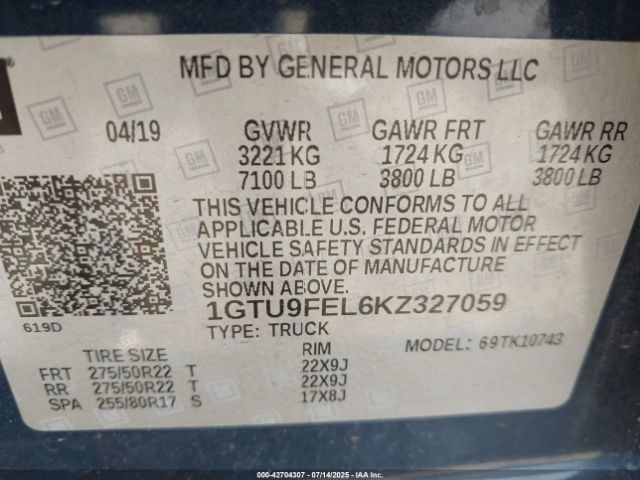 MFD BY GENERAL MOTORS LLC
04/19 GVWR GAWR FRT GAWR RR
3221 KG 1724 KG 1724 KG
7100 LB 3800 LB 3800 LB
THIS VEHICLE CONFORMS TO ALL
APPLICABLE U.S. FEDERAL MOTOR
VEHICLE SAFETY STANDARDS IN EFFECT
ON THE DATE OF MANUFACTURE
SHOWN ABOVE.
1GTU9FEL6KZ327059
619D
TYPE: TRUCK
MODEL: 69TK10743
TIRE SIZE RIM
FRT 275/50R22 T 22X9J
RR 275/50R22 T 22X9J
SPA 255/80R17 S 17X8J
GM
000-42704307 - 07/14/2025 - IAA Inc.